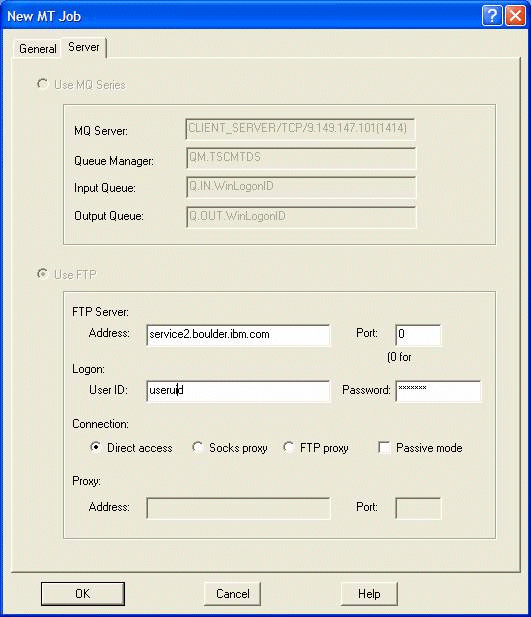 New MT Job
General Server
Use MQ Series
MQ Server: CLIENT_SERVER/TCP/9.149.147.101(1414)
Queue Manager: QM.TSCMTDS
Input Queue: Q.IN.WinLogonID
Output Queue: Q.OUT.WinLogonID
Use FTP
FTP Server:
Address: service2.boulder.ibm.com Port: 0
(0 for
Logon:
User ID: useruid Password: *******
Connection:
Direct access Socks proxy FTP proxy Passive mode
Proxy:
Address: Port:
OK Cancel Help